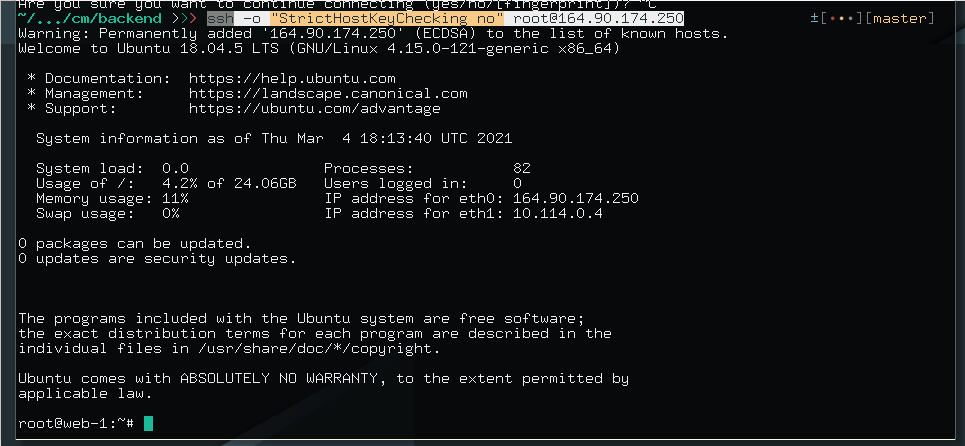 Are you sure you want to continue connecting (yes/no/[fingerprint])? ^C
~/.../cm/backend >>> ssh -o "StrictHostKeyChecking no" root@164.90.174.250 ±[•••][master]
Warning: Permanently added '164.90.174.250' (ECDSA) to the list of known hosts.
Welcome to Ubuntu 18.04.5 LTS (GNU/Linux 4.15.0-121-generic x86_64)
* Documentation: https://help.ubuntu.com
* Management: https://landscape.canonical.com
* Support: https://ubuntu.com/advantage
System information as of Thu Mar 4 18:13:40 UTC 2021
System load: 0.0 Processes: 82
Usage of /: 4.2% of 24.06GB Users logged in: 0
Memory usage: 11% IP address for eth0: 164.90.174.250
Swap usage: 0% IP address for eth1: 10.114.0.4
0 packages can be updated.
0 updates are security updates.
The programs included with the Ubuntu system are free software;
the exact distribution terms for each program are described in the
individual files in /usr/share/doc/*/copyright.
Ubuntu comes with ABSOLUTELY NO WARRANTY, to the extent permitted by
applicable law.
root@web-1:~#